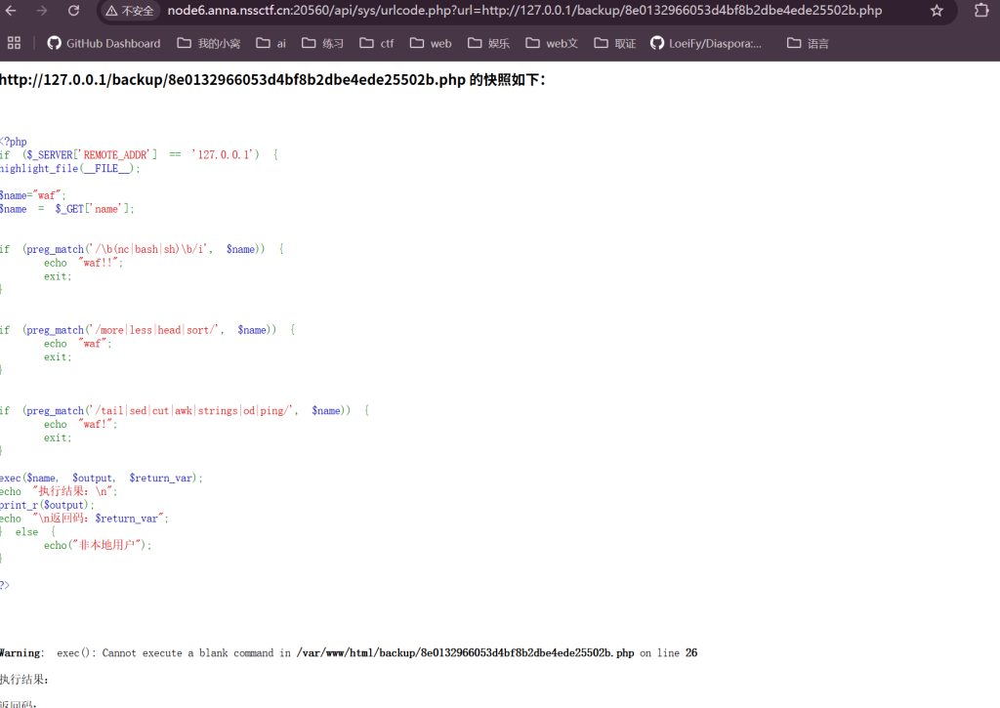 不安全 node6.anna.nssctf.cn:20560/api/sys/urlcode.php?url=http://127.0.0.1/backup/8e0132966053d4bf8b2dbe4ede25502b.php
GitHub Dashboard 我的小窝 ai 练习 ctf web 娱乐 web文 取证 LoeiFy/Diaspora:... 语言
http://127.0.0.1/backup/8e0132966053d4bf8b2dbe4ede25502b.php 的快照如下：
<?php
if ($_SERVER['REMOTE_ADDR'] == '127.0.0.1') {
highlight_file(__FILE__);
$name="waf";
$name = $_GET['name'];
if (preg_match('/\b(nc|bash|sh)\b/i', $name)) {
echo "waf!!";
exit;
}
if (preg_match('/more|less|head|sort/', $name)) {
echo "waf";
exit;
}
if (preg_match('/tail|sed|cut|awk|strings|od|ping/', $name)) {
echo "waf!";
exit;
}
exec($name, $output, $return_var);
echo "执行结果：\n";
print_r($output);
echo "\n返回码：$return_var";
} else {
echo("非本地用户");
}
?>
Warning: exec(): Cannot execute a blank command in /var/www/html/backup/8e0132966053d4bf8b2dbe4ede25502b.php on line 26
执行结果：
返回码：